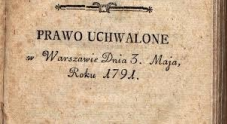 PRAWO UCHWALONE
w Warszawie Dnia 3. Maja,
Roku 1791.